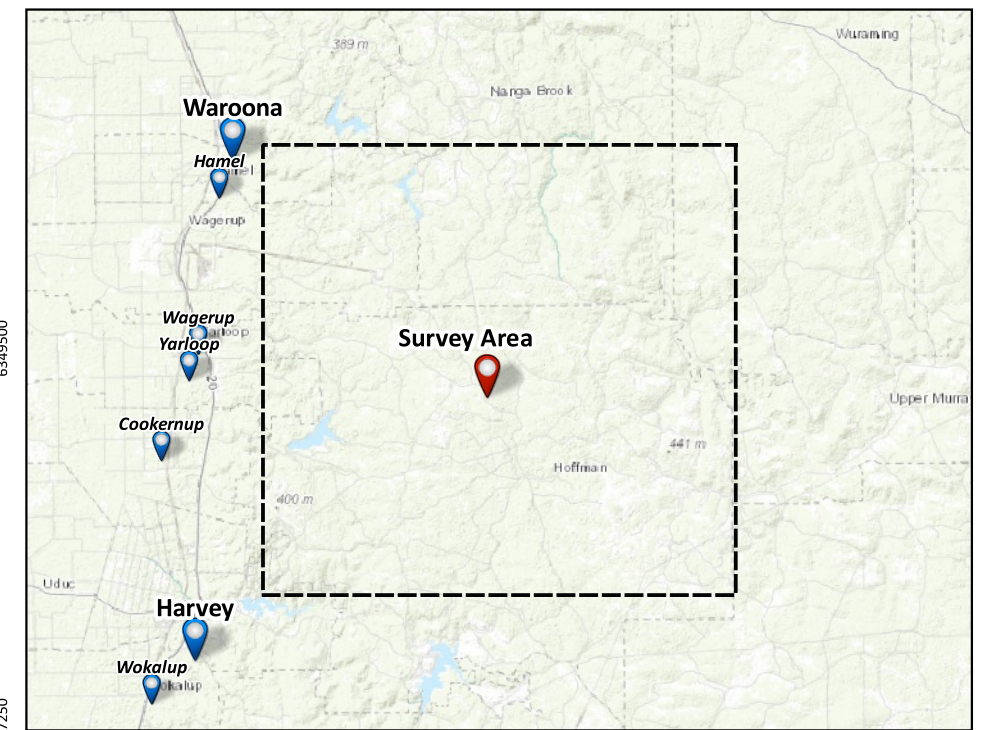 389 m
Wuraming
Nanga Brook
Waroona
Hamel
Wagerup
6349500
Wagerup
Yarloop
20
Survey Area
Cookernup
Upper Murra
441 m
Hoffman
400 m
Uduc
Harvey
Wokalup
7250